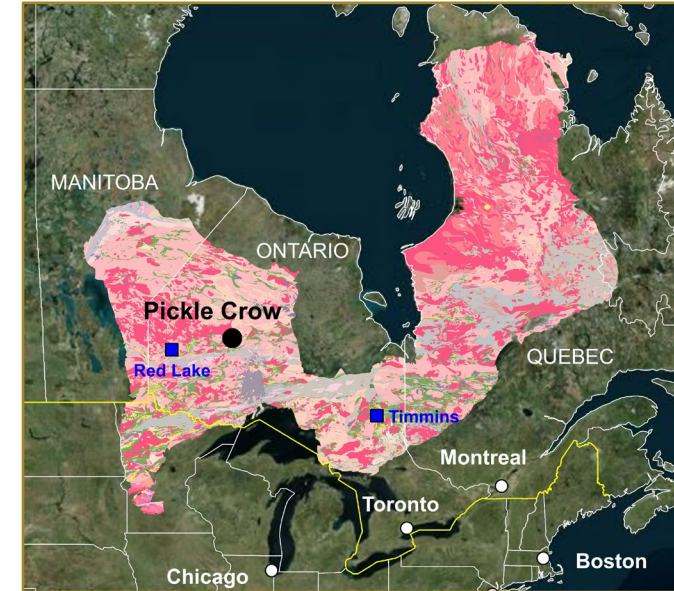 MANITOBA
ONTARIO
Pickle Crow
Red Lake
QUEBEC
Timmins
Montreal
Toronto
Boston
Chicago